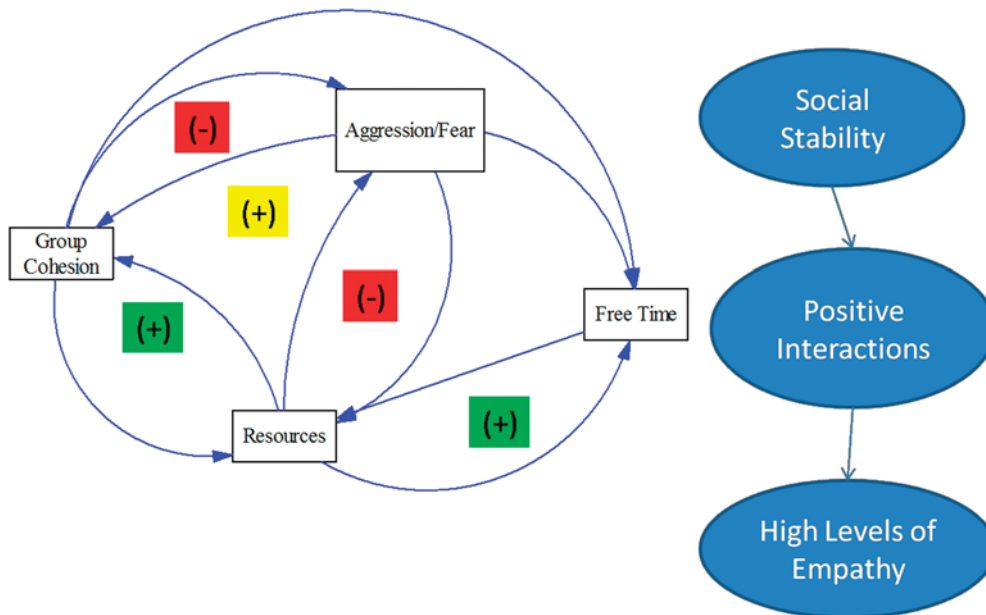 (-)
Aggression/Fear
(+)
Group
Cohesion
(-)
(+)
Free Time
Resources
(+)
Social
Stability
Positive
Interactions
High Levels of
Empathy